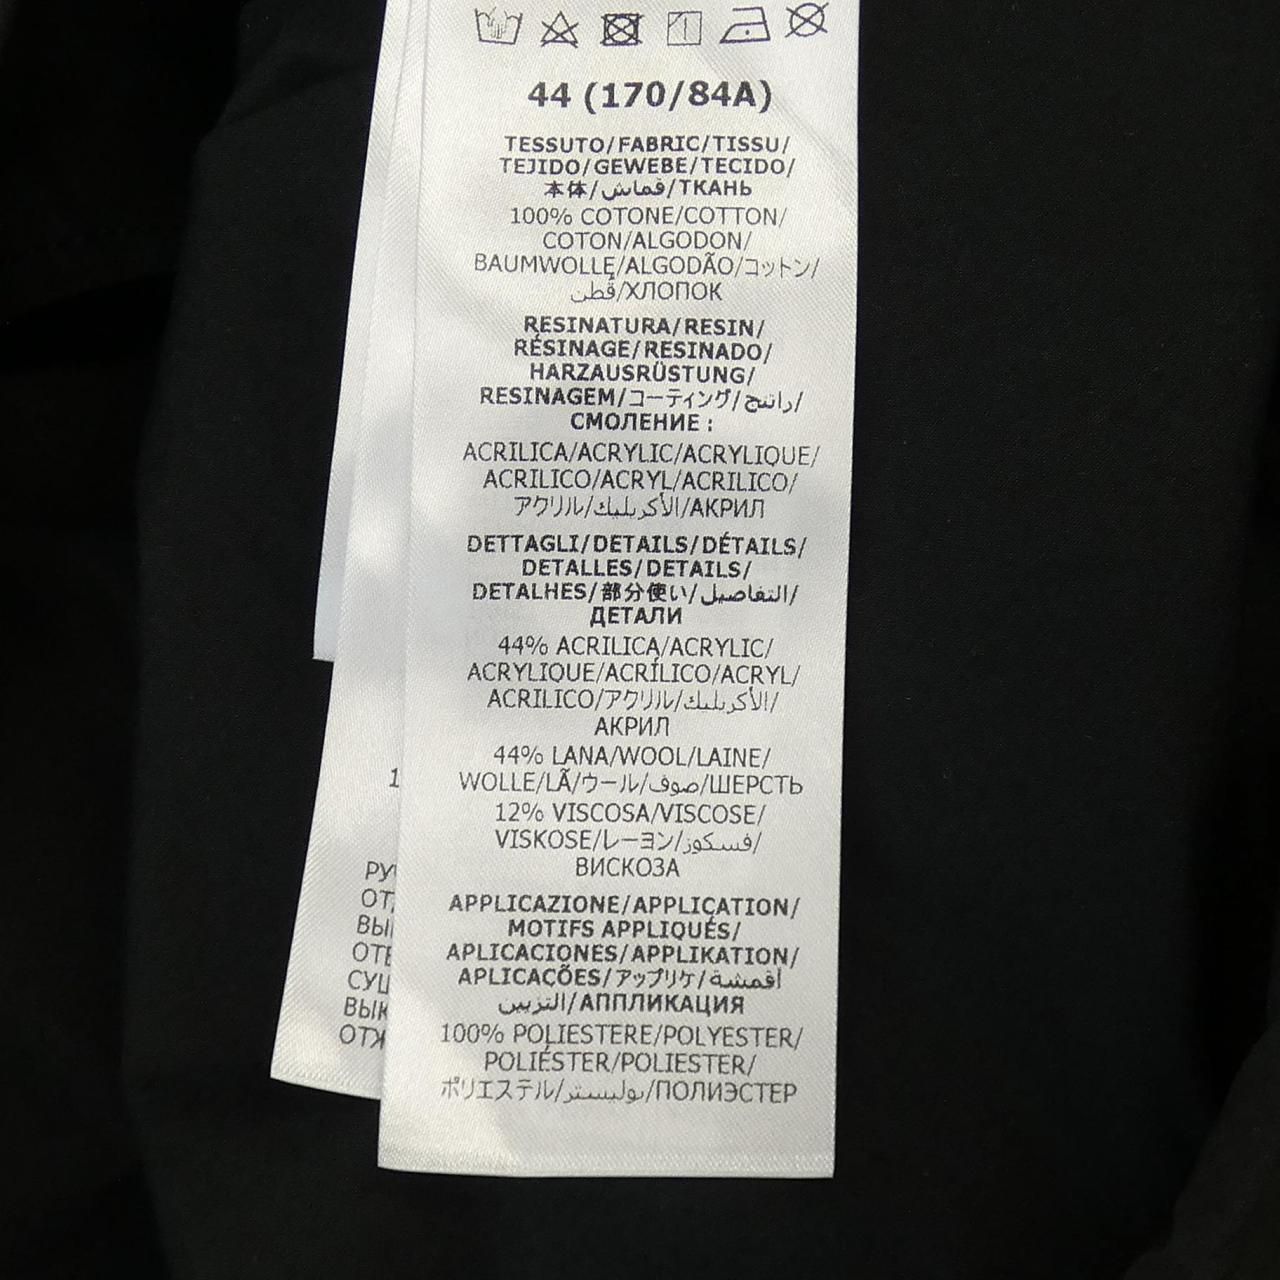 44 (170/84A)
TESSUTO/FABRIC/TISSU/
TEJIDO/GEWEBE/TECIDO/
本体/قماش/ТКАНЬ
100% COTONE/COTTON/
COTON/ALGODON/
BAUMWOLLE/ALGODÃO/コットン/
قطن/ХЛОПОК
RESINATURA/RESIN/
RÉSINAGE/RESINADO/
HARZAUSRÜSTUNG/
RESINAGEM/コーティング/راتنج/
СМОЛЕНИЕ :
ACRILICA/ACRYLIC/ACRYLIQUE/
ACRILICO/ACRYL/ACRILICO/
アクリル/الأكريليك/АКРИЛ
DETTAGLI/DETAILS/DÉTAILS/
DETALLES/DETAILS/
DETALHES/部分使い/التفاصيل/
ДЕТАЛИ
44% ACRILICA/ACRYLIC/
ACRYLIQUE/ACRÍLICO/ACRYL/
ACRILICO/アクリル/الأكريليك/
АКРИЛ
44% LANA/WOOL/LAINE/
WOLLE/LÃ/ウール/صوف/ШЕРСТЬ
12% VISCOSA/VISCOSE/
VISKOSE/レーヨン/فسكوز/
ВИСКОЗА
APPLICAZIONE/APPLICATION/
MOTIFS APPLIQUÉS/
APLICACIONES/APPLIKATION/
APLICAÇÕES/アップリケ/أقمشة
التزيين/АППЛИКАЦИЯ
100% POLIESTERE/POLYESTER/
POLIÉSTER/POLIESTER/
ポリエステル/بوليستر/ПОЛИЭСТЕР